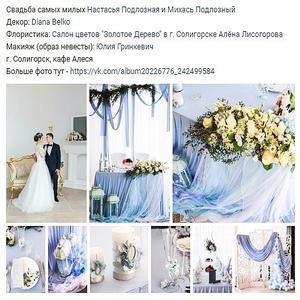 Свадьба самых милых Настасья Подлозная и Михась Подлозный
Декор: Diana Belko
Флористика: Салон цветов "Золотое Дерево" в г. Солигорске Алёна Лисогорова
Макияж (образ невесты): Юлия Гринкевич
г. Солигорск, кафе Алеся
Больше фото тут - https://vk.com/album20226776_242499584